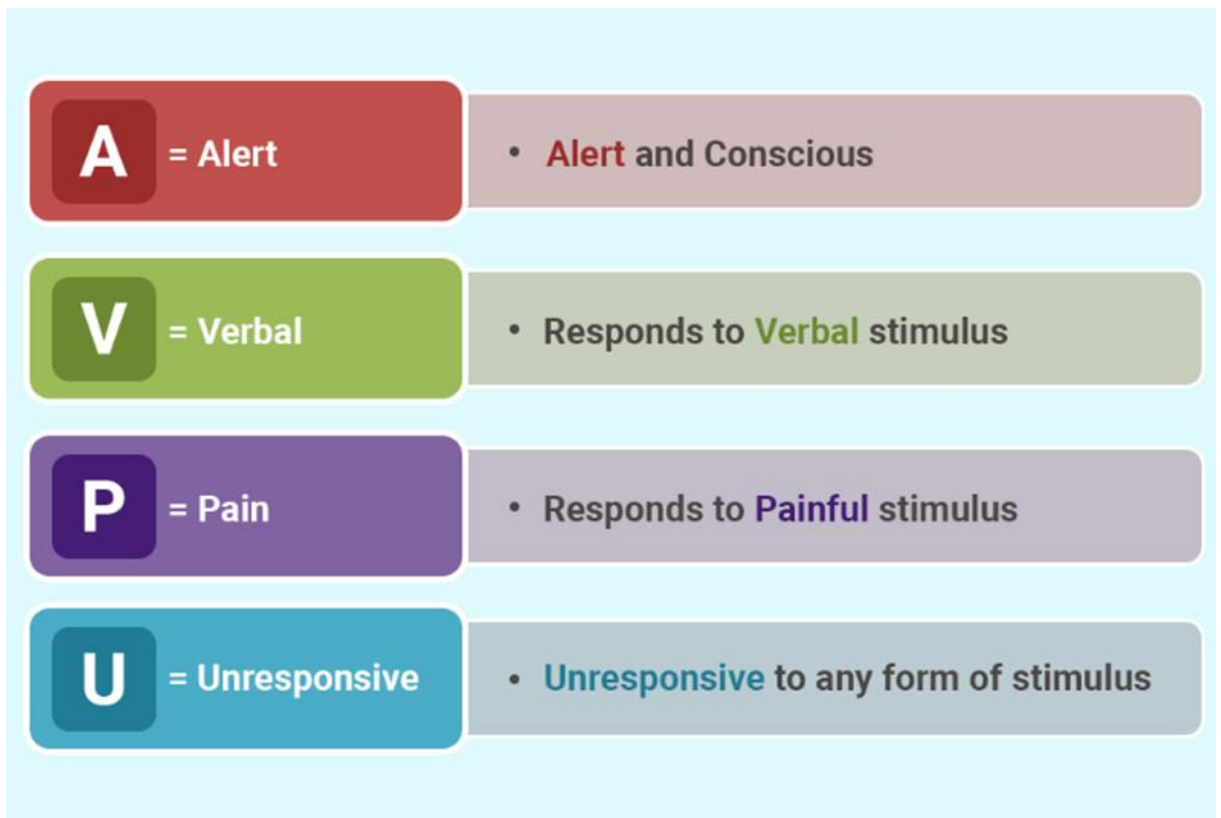 A = Alert • Alert and Conscious
V = Verbal • Responds to Verbal stimulus
P = Pain • Responds to Painful stimulus
U = Unresponsive • Unresponsive to any form of stimulus